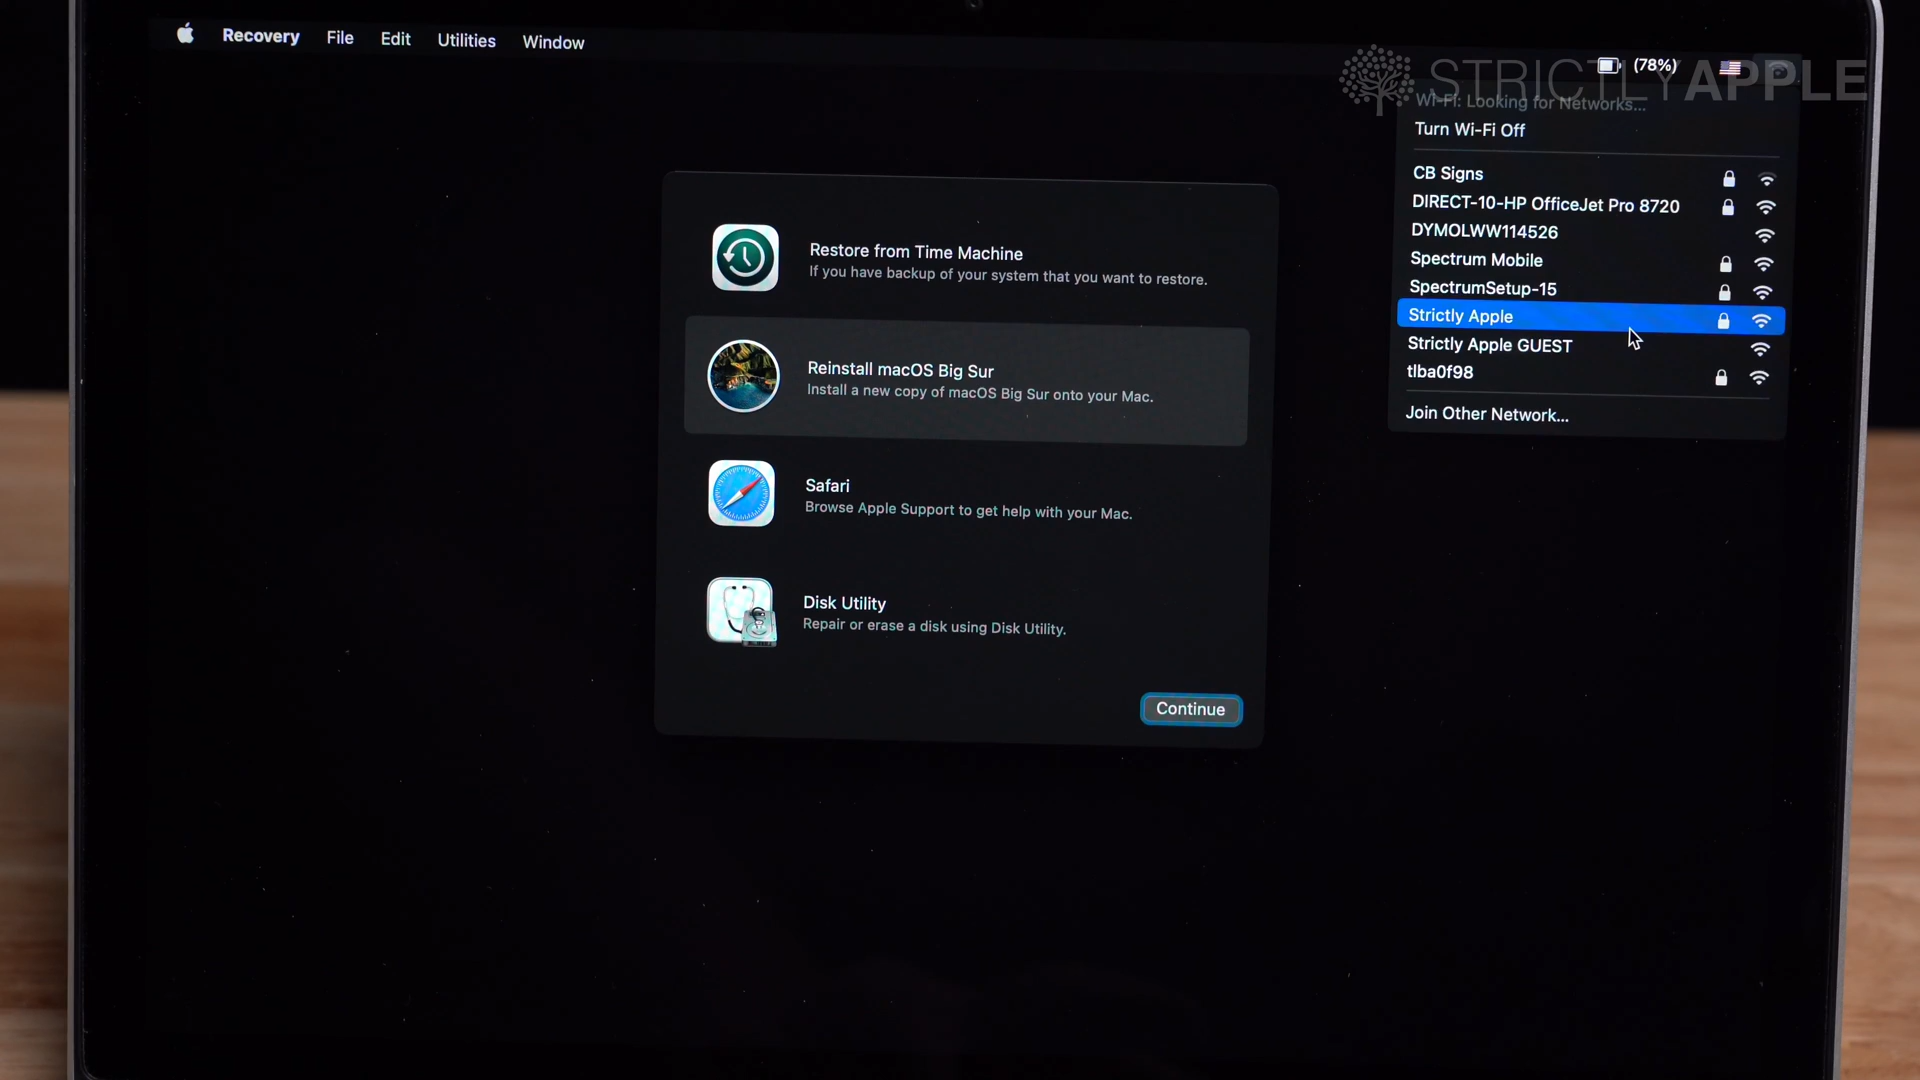 Recovery File Edit Utilities Window
(78%)
STRICTLYAPPLE
Wi-Fi: Looking for Networks...
Turn Wi-Fi Off
CB Signs
DIRECT-10-HP OfficeJet Pro 8720
DYMOLWW114526
Spectrum Mobile
SpectrumSetup-15
Strictly Apple
Strictly Apple GUEST
tlba0f98
Join Other Network...
Restore from Time Machine
If you have backup of your system that you want to restore.
Reinstall macOS Big Sur
Install a new copy of macOS Big Sur onto your Mac.
Safari
Browse Apple Support to get help with your Mac.
Disk Utility
Repair or erase a disk using Disk Utility.
Continue